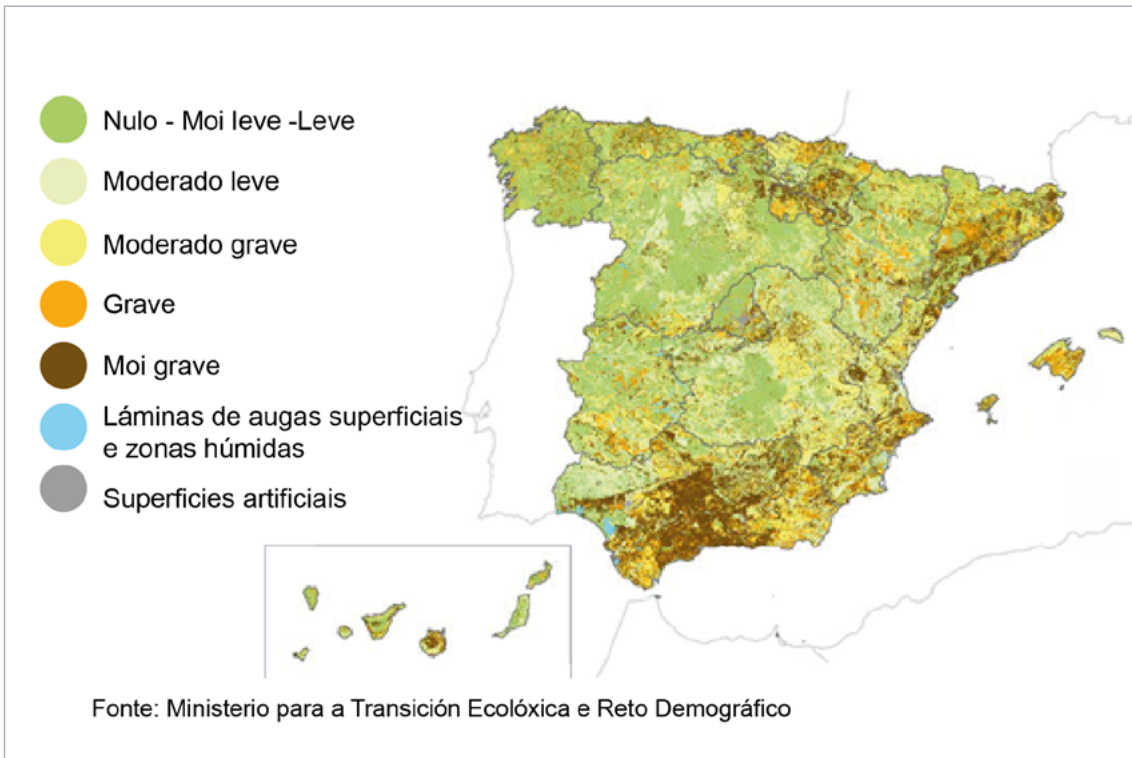 Nulo - Moi leve -Leve
Moderado leve
Moderado grave
Grave
Moi grave
Láminas de augas superficiais
e zonas húmidas
Superficies artificiais
Fonte: Ministerio para a Transición Ecolóxica e Reto Demográfico